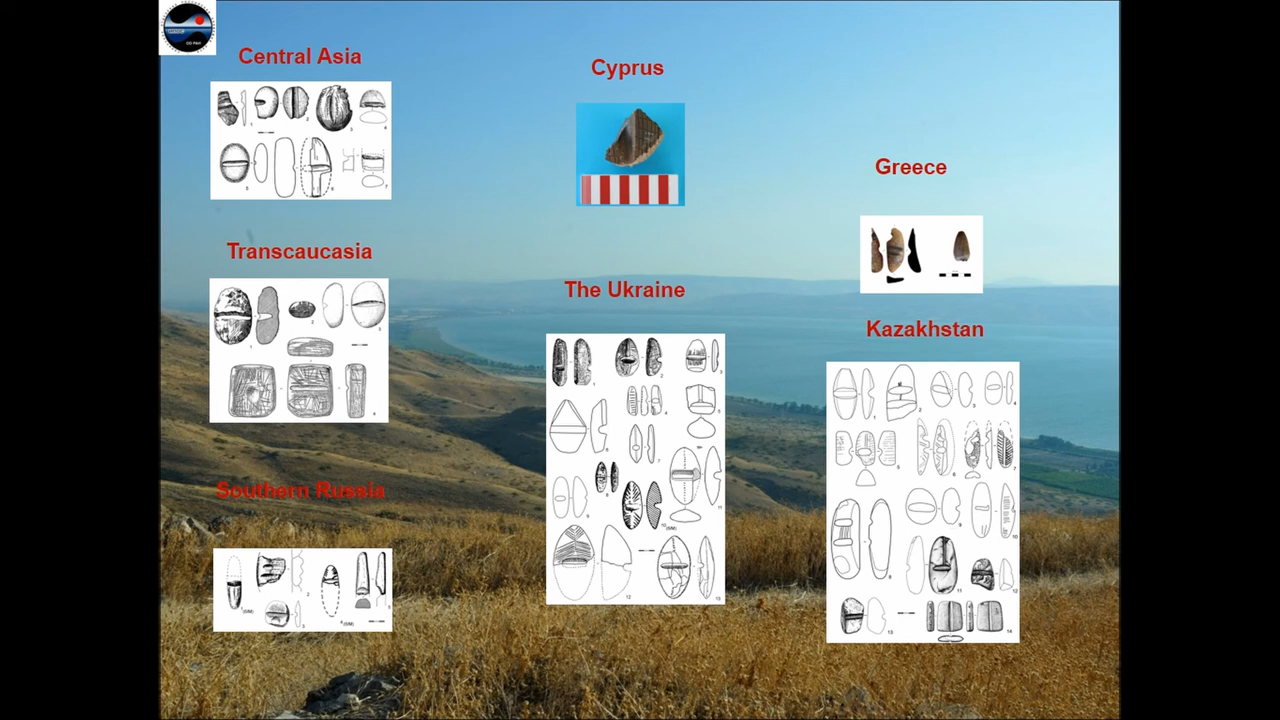 Central Asia
Cyprus
Greece
Transcaucasia
The Ukraine
Kazakhstan
Southern Russia